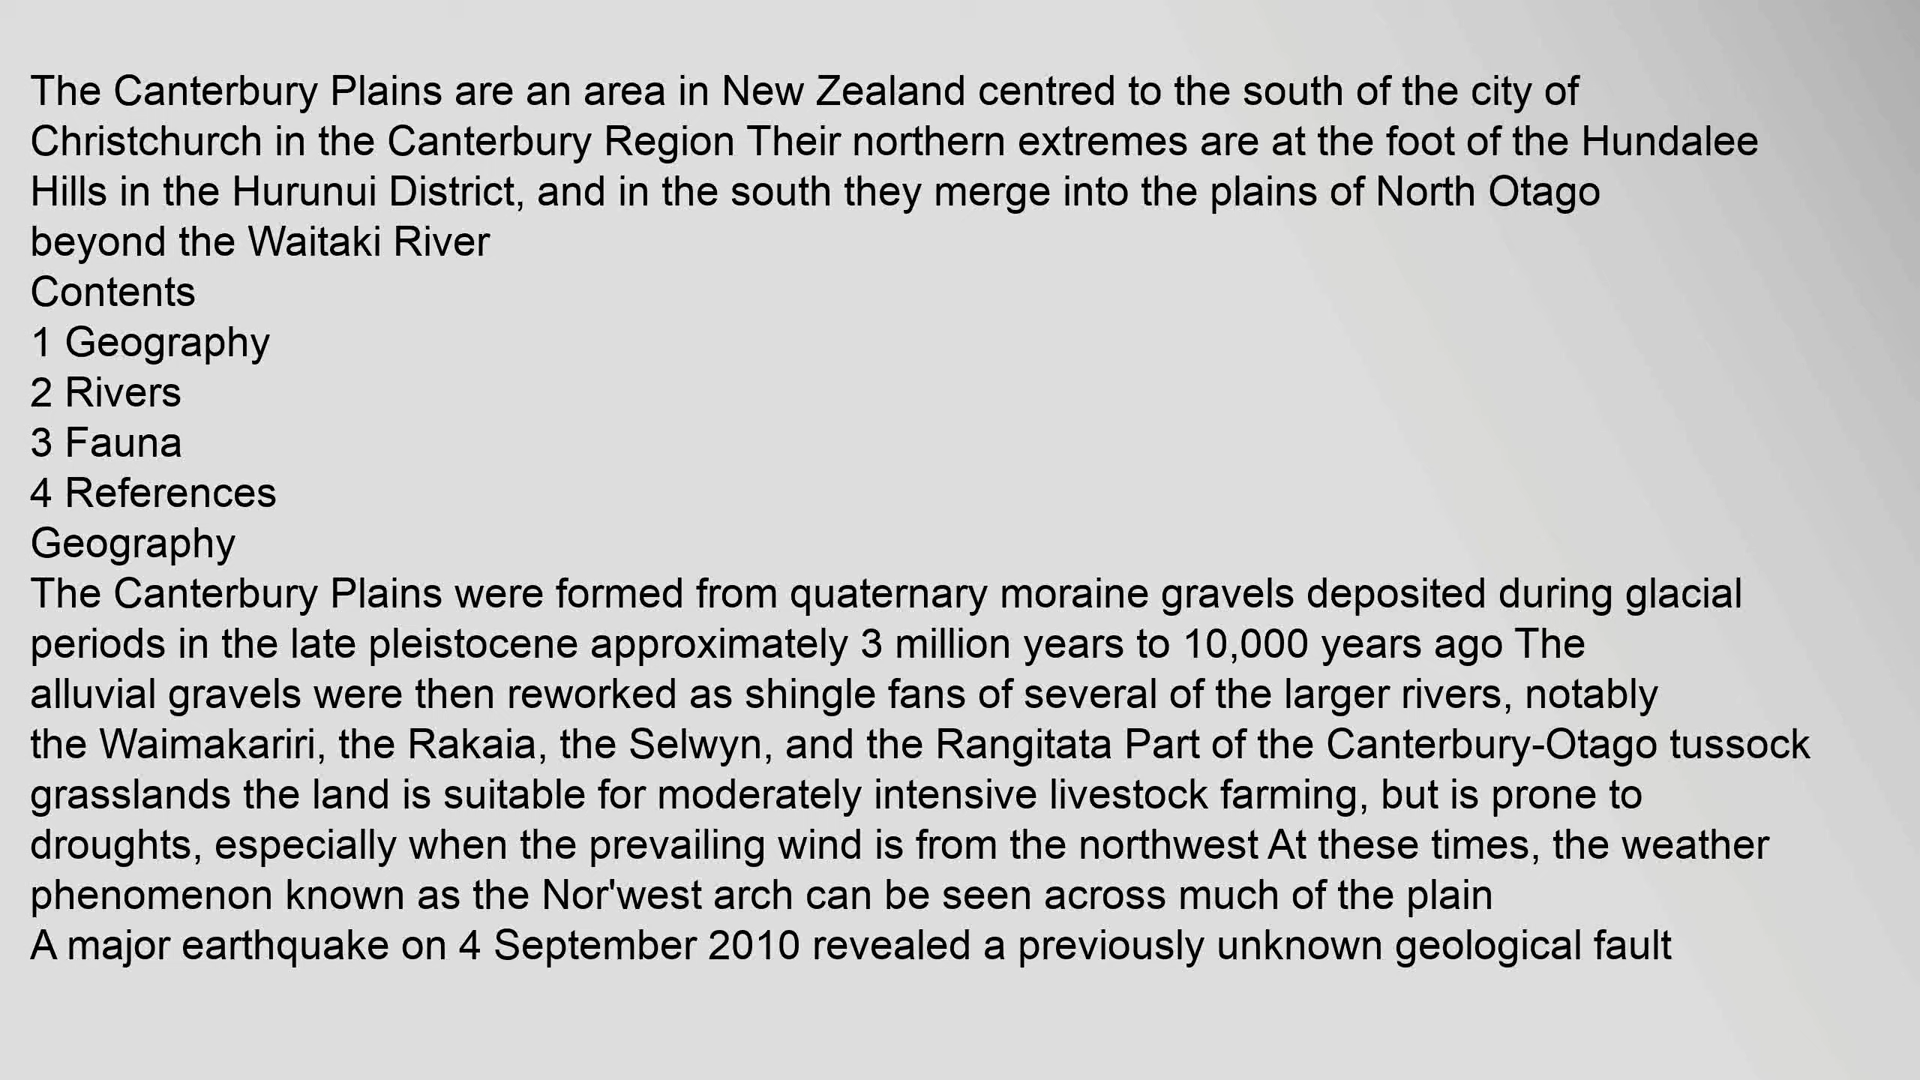 The Canterbury Plains are an area in New Zealand centred to the south of the city of
Christchurch in the Canterbury Region Their northern extremes are at the foot of the Hundalee
Hills in the Hurunui District, and in the south they merge into the plains of North Otago
beyond the Waitaki River
Contents
1 Geography
2 Rivers
3 Fauna
4 References
Geography
The Canterbury Plains were formed from quaternary moraine gravels deposited during glacial
periods in the late pleistocene approximately 3 million years to 10,000 years ago The
alluvial gravels were then reworked as shingle fans of several of the larger rivers, notably
the Waimakariri, the Rakaia, the Selwyn, and the Rangitata Part of the Canterbury-Otago tussock
grasslands the land is suitable for moderately intensive livestock farming, but is prone to
droughts, especially when the prevailing wind is from the northwest At these times, the weather
phenomenon known as the Nor'west arch can be seen across much of the plain
A major earthquake on 4 September 2010 revealed a previously unknown geological fault